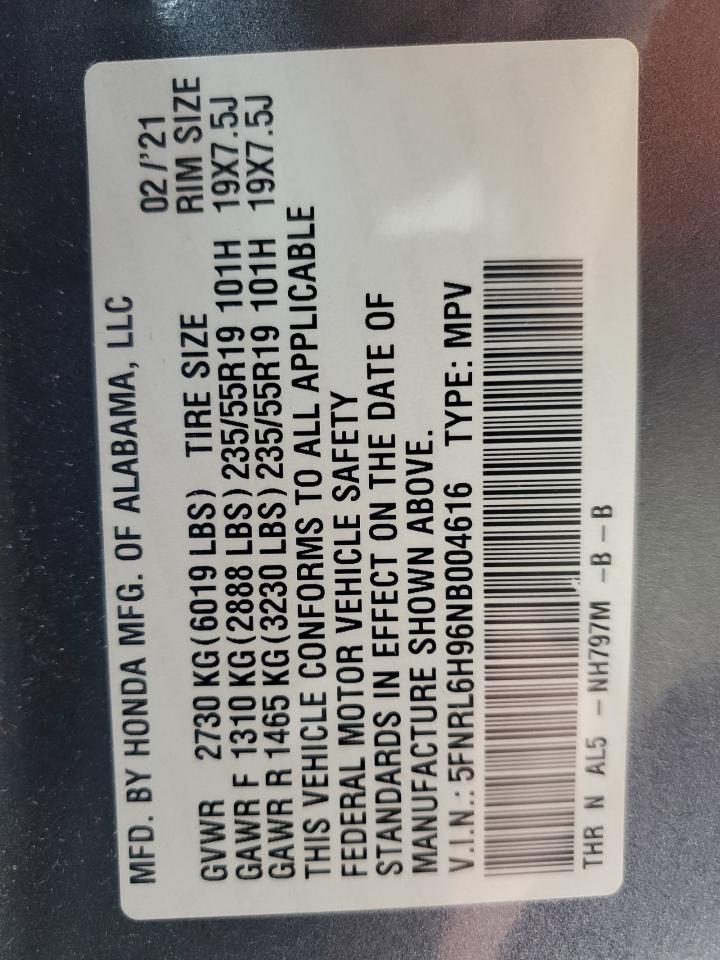 MFD. BY HONDA MFG. OF ALABAMA, LLC 02/'21
GVWR 2730 KG(6019 LBS) TIRE SIZE RIM SIZE
GAWR F 1310 KG(2888 LBS)235/55R19 101H 19X7.5J
GAWR R 1465 KG(3230 LBS)235/55R19 101H 19X7.5J
THIS VEHICLE CONFORMS TO ALL APPLICABLE
FEDERAL MOTOR VEHICLE SAFETY
STANDARDS IN EFFECT ON THE DATE OF
MANUFACTURE SHOWN ABOVE.
V.I.N.:5FNRL6H96NB004616 TYPE: MPV
THR N AL5 -NH797M -B-B